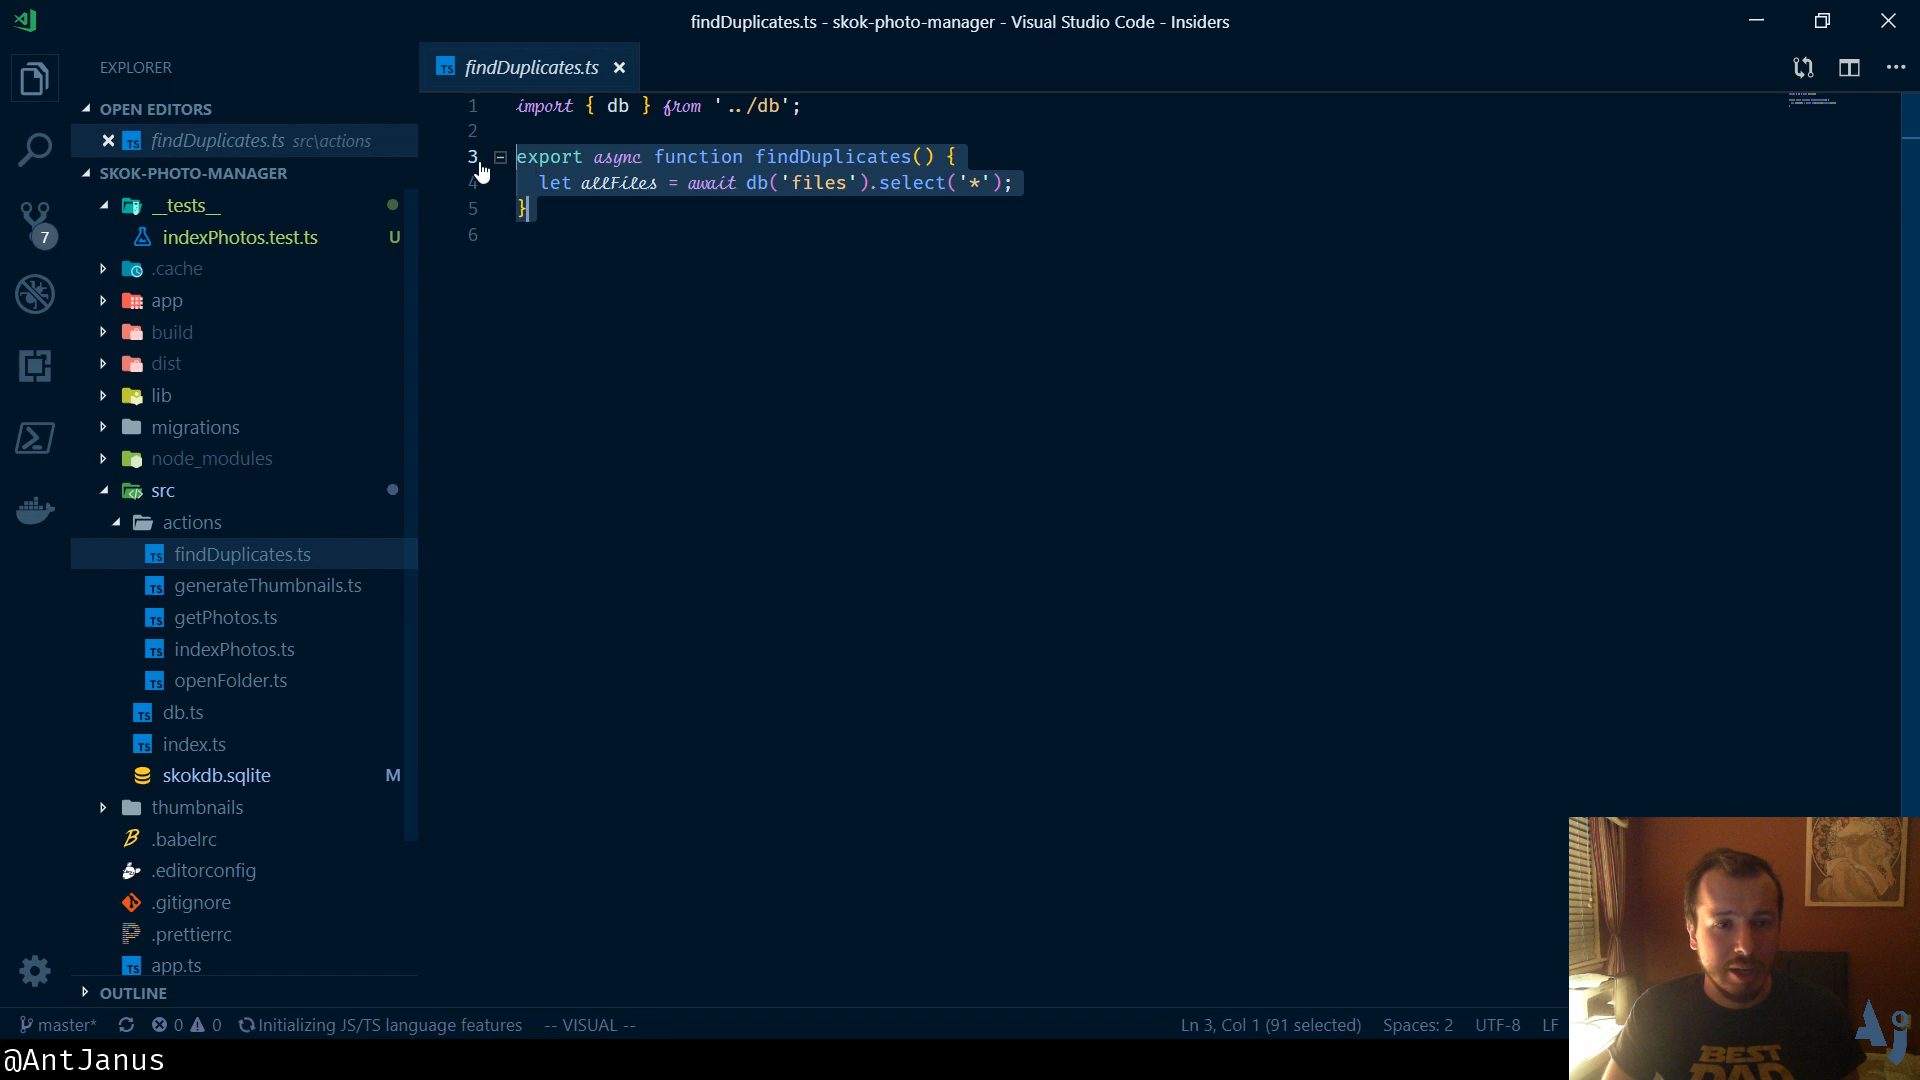 findDuplicates.ts - skok-photo-manager - Visual Studio Code - Insiders
EXPLORER
OPEN EDITORS
findDuplicates.ts src\actions
SKOK-PHOTO-MANAGER
__tests__
indexPhotos.test.ts U
.cache
app
build
dist
lib
migrations
node_modules
src
actions
findDuplicates.ts
generateThumbnails.ts
getPhotos.ts
indexPhotos.ts
openFolder.ts
db.ts
index.ts
skokdb.sqlite M
thumbnails
.babelrc
.editorconfig
.gitignore
.prettierrc
app.ts
OUTLINE
7
findDuplicates.ts
1 import { db } from '../db';
2
3 export async function findDuplicates() {
4 let allFiles = await db('files').select('*');
5 }
6
master* 0 0 Initializing JS/TS language features -- VISUAL -- Ln 3, Col 1 (91 selected) Spaces: 2 UTF-8 LF
@AntJanus
BEST
DAD
Aj